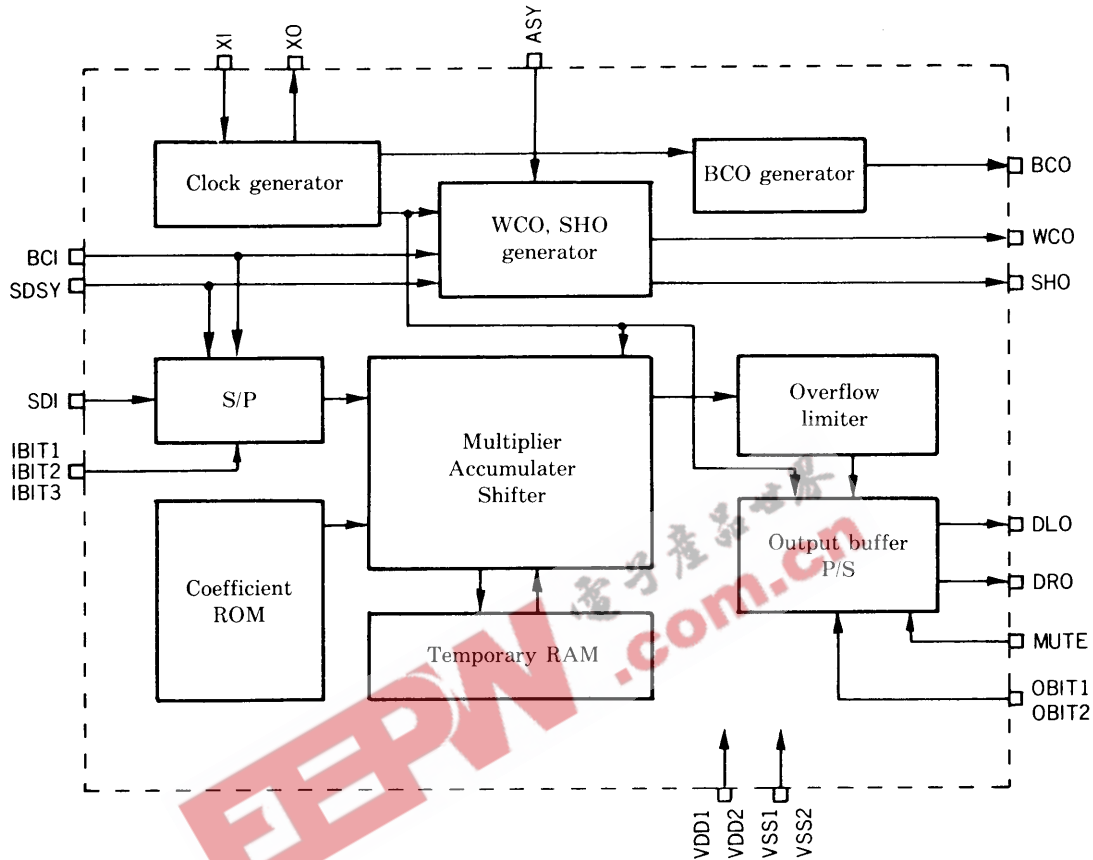 XI
XO
ASY
Clock generator
BCO generator
BCO
WCO, SHO
generator
WCO
BCI
SDSY
SHO
SDI
S/P
Multiplier
Accumulater
Shifter
Overflow
limiter
IBIT1
IBIT2
IBIT3
Coefficient
ROM
Output buffer
P/S
DLO
DRO
Temporary RAM
MUTE
OBIT1
OBIT2
VDD1
VDD2
VSS1
VSS2
電子產品世界
EEPW
.com.cn